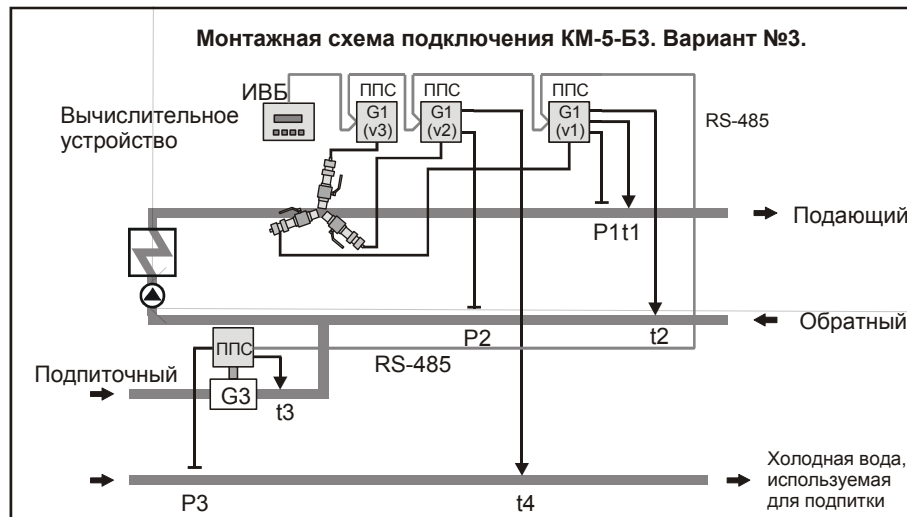 Монтажная схема подключения КМ-5-Б3. Вариант №3.
ИВБ
ППС
ППС
ППС
Вычислительное
устройство
G1
(v3)
G1
(v2)
G1
(v1)
RS-485
P1t1
Подающий
P2
t2
Обратный
ППС
RS-485
Подпиточный
G3
t3
P3
t4
Холодная вода,
используемая
для подпитки